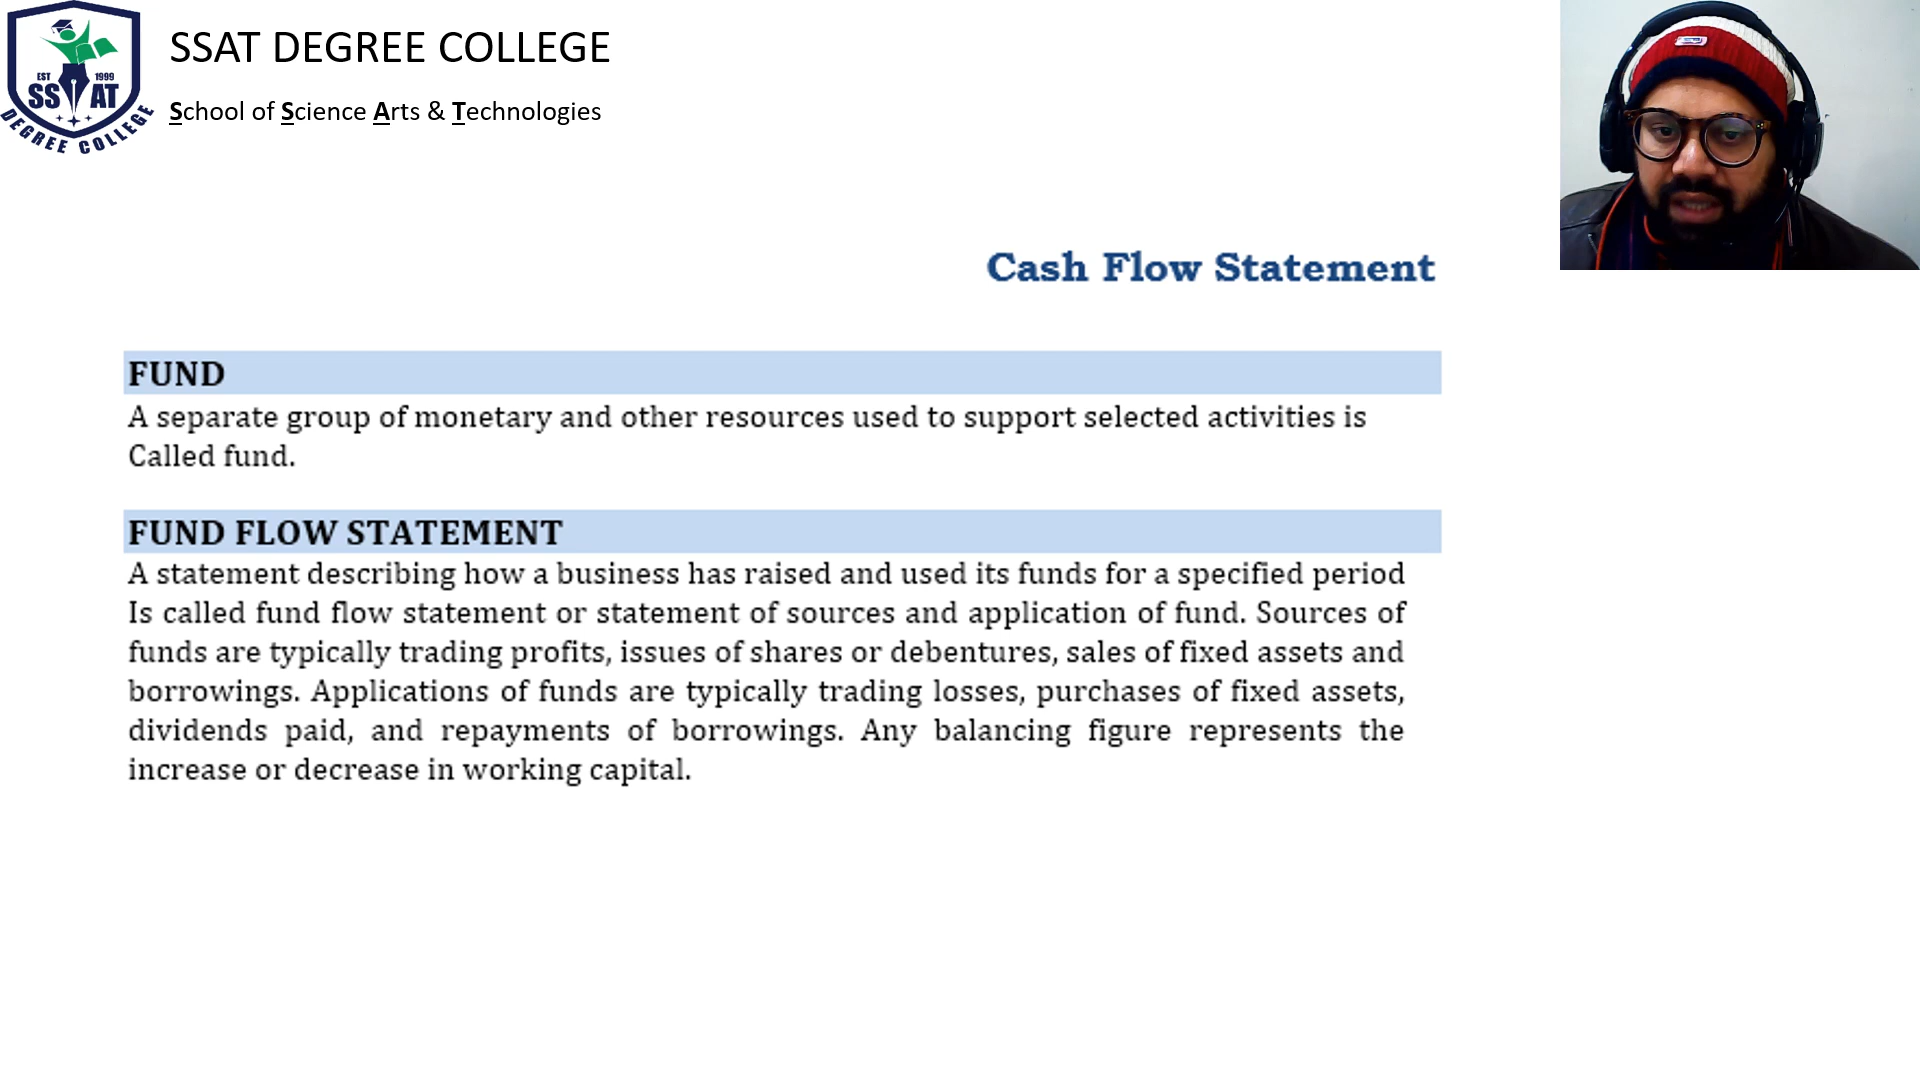 EST 1999
SSAT
DEGREE COLLEGE
SSAT DEGREE COLLEGE
School of Science Arts & Technologies
Cash Flow Statement
FUND
A separate group of monetary and other resources used to support selected activities is
Called fund.
FUND FLOW STATEMENT
A statement describing how a business has raised and used its funds for a specified period
Is called fund flow statement or statement of sources and application of fund. Sources of
funds are typically trading profits, issues of shares or debentures, sales of fixed assets and
borrowings. Applications of funds are typically trading losses, purchases of fixed assets,
dividends paid, and repayments of borrowings. Any balancing figure represents the
increase or decrease in working capital.